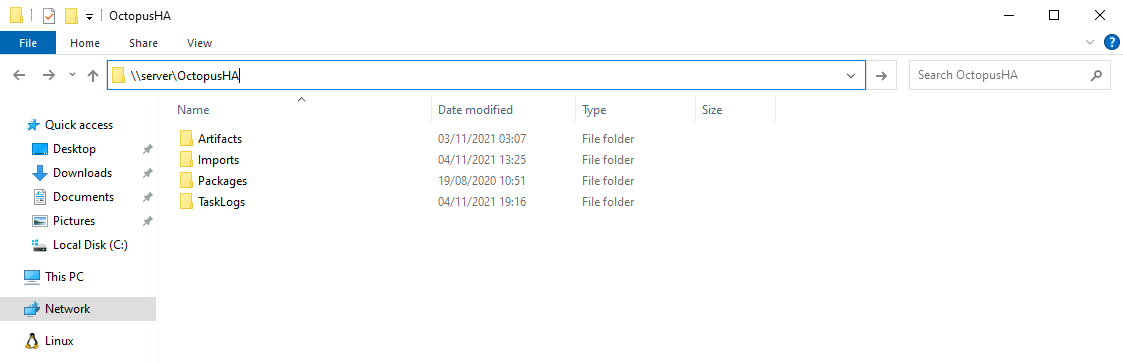 OctopusHA
File Home Share View
\\server\OctopusHA
Search OctopusHA
Name Date modified Type Size
Quick access
Desktop
Downloads
Documents
Pictures
Local Disk (C:)
This PC
Network
Linux
Artifacts 03/11/2021 03:07 File folder
Imports 04/11/2021 13:25 File folder
Packages 19/08/2020 10:51 File folder
TaskLogs 04/11/2021 19:16 File folder